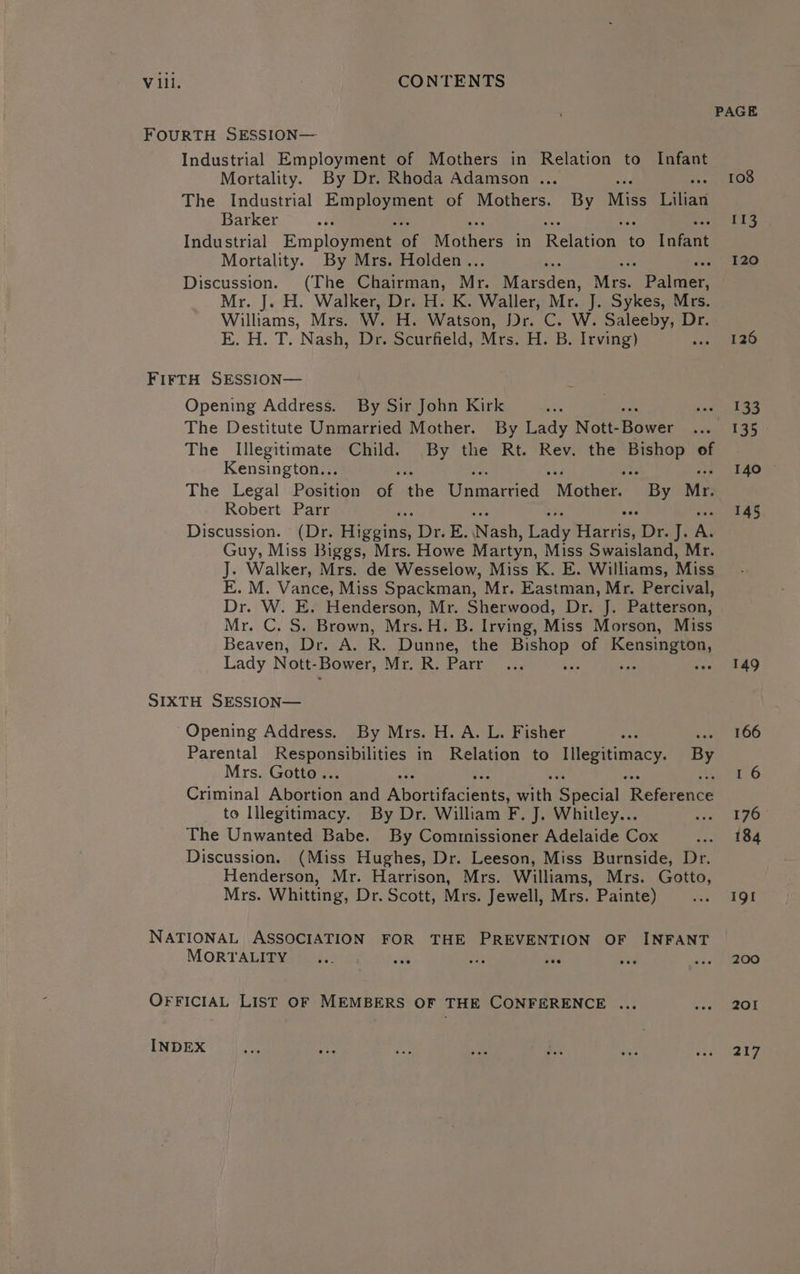 viii. CONTENTS
PAGE
FOURTH SESSION—
Industrial Employment of Mothers in Relation to Infant
Mortality. By Dr. Rhoda Adamson ... ... ... 108
The Industrial Employment of Mothers. By Miss Lilian
Barker ... ... ... ... ... ... 113
Industrial Employment of Mothers in Relation to Infant
Mortality. By Mrs. Holden ... ... ... ... 120
Discussion. (The Chairman, Mr. Marsden, Mrs. Palmer,
Mr. J. H. Walker, Dr. H. K. Waller, Mr. J. Sykes, Mrs.
Williams, Mrs. W. H. Watson, Dr. C. W. Saleeby, Dr.
E. H. T. Nash, Dr. Scurfield, Mrs. H. B. Irving) ... 126
FIFTH SESSION—
Opening Address. By Sir John Kirk ... ... ... 133
The Destitute Unmarried Mother. By Lady Nott-Bower ... 135
The Illegitimate Child. By the Rt. Rev. the Bishop of
Kensington... ... ... ... ... ... 140
The Legal Position of the Unmarried Mother. By Mr.
Robert Parr ... ... ... ... ... 145
Discussion. (Dr. Higgins, Dr. E. Nash, Lady Harris, Dr. J. A.
Guy, Miss Biggs, Mrs. Howe Martyn, Miss Swaisland, Mr.
J. Walker, Mrs. de Wesselow, Miss K. E. Williams, Miss
E. M. Vance, Miss Spackman, Mr. Eastman, Mr. Percival,
Dr. W. E. Henderson, Mr. Sherwood, Dr. J. Patterson,
Mr. C. S. Brown, Mrs. H. B. Irving, Miss Morson, Miss
Beaven, Dr. A. R. Dunne, the Bishop of Kensington,
Lady Nott-Bower, Mr. R. Parr ... ... ... ... 149
SIXTH SESSION—
Opening Address. By Mrs. H. A. L. Fisher ... ... 166
Parental Responsibilities in Relation to Illegitimacy. By
Mrs. Gotto ... ... ... ... ... ... 1 6
Criminal Abortion and Abortifacients, with Special Reference
to Illegitimacy. By Dr. William F. J. Whitley... ... 176
The Unwanted Babe. By Commissioner Adelaide Cox ... 184
Discussion. (Miss Hughes, Dr. Leeson, Miss Burnside, Dr.
Henderson, Mr. Harrison, Mrs. Williams, Mrs. Gotto,
Mrs. Whitting, Dr. Scott, Mrs. Jewell, Mrs. Painte) ... 191
NATIONAL ASSOCIATION FOR THE PREVENTION OF INFANT
MORTALITY ... ... ... ... ... ... 200
OFFICIAL LIST OF MEMBERS OF THE CONFERENCE ... ... 201
INDEX ... ... ... ... ... ... ... 217